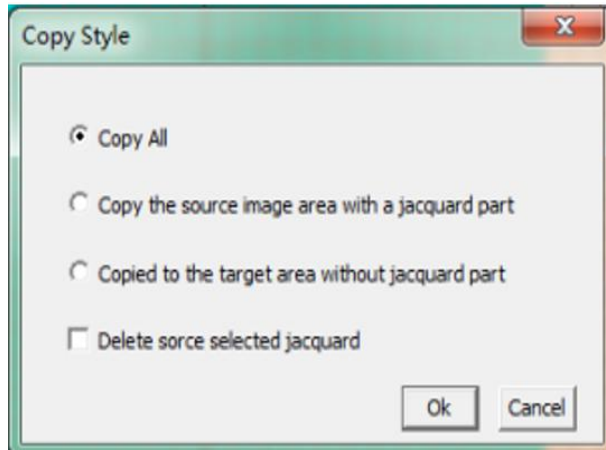 Copy Style
Copy All
Copy the source image area with a jacquard part
Copied to the target area without jacquard part
Delete sorce selected jacquard
Ok
Cancel